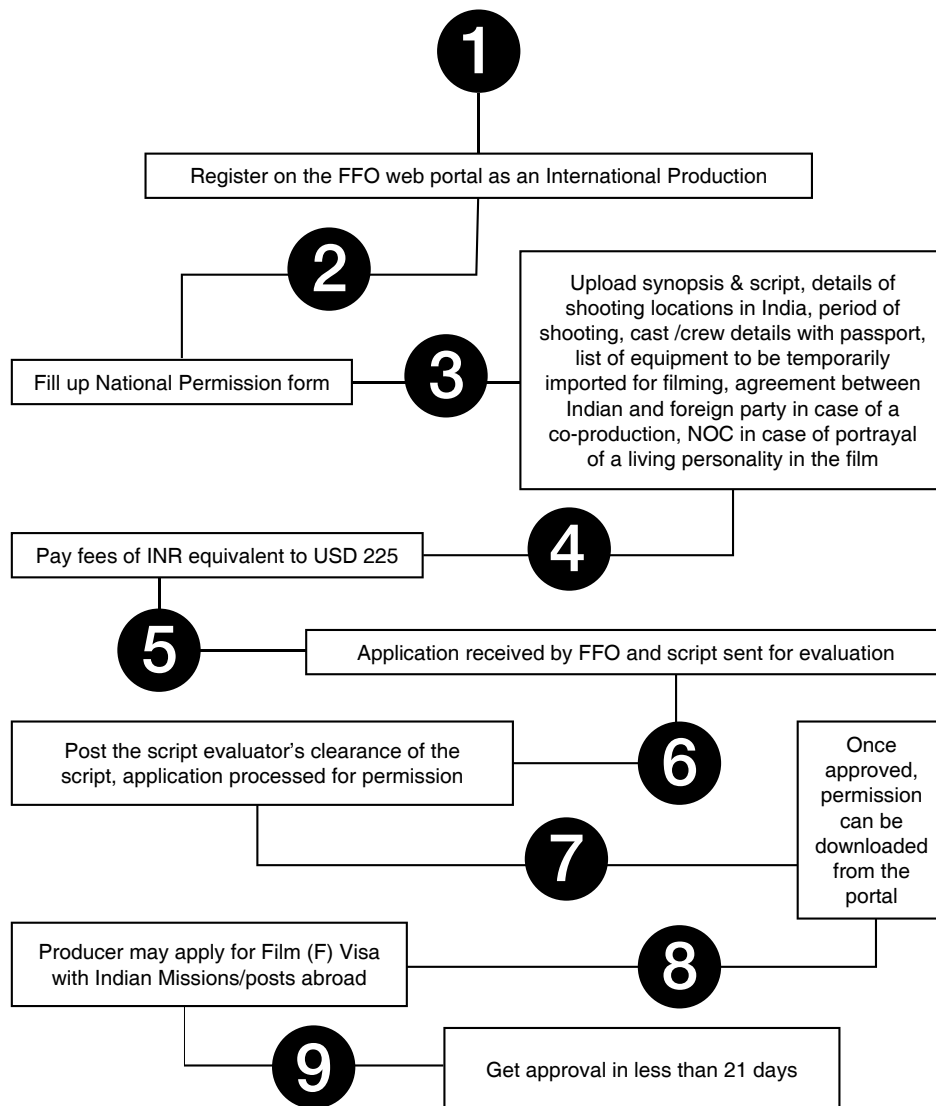 1
Register on the FFO web portal as an International Production
2
Fill up National Permission form
3
Upload synopsis & script, details of
shooting locations in India, period of
shooting, cast /crew details with passport,
list of equipment to be temporarily
imported for filming, agreement between
Indian and foreign party in case of a
co-production, NOC in case of portrayal
of a living personality in the film
4
Pay fees of INR equivalent to USD 225
5
Application received by FFO and script sent for evaluation
6
Post the script evaluator’s clearance of the
script, application processed for permission
7
Once
approved,
permission
can be
downloaded
from the
portal
8
Producer may apply for Film (F) Visa
with Indian Missions/posts abroad
9
Get approval in less than 21 days